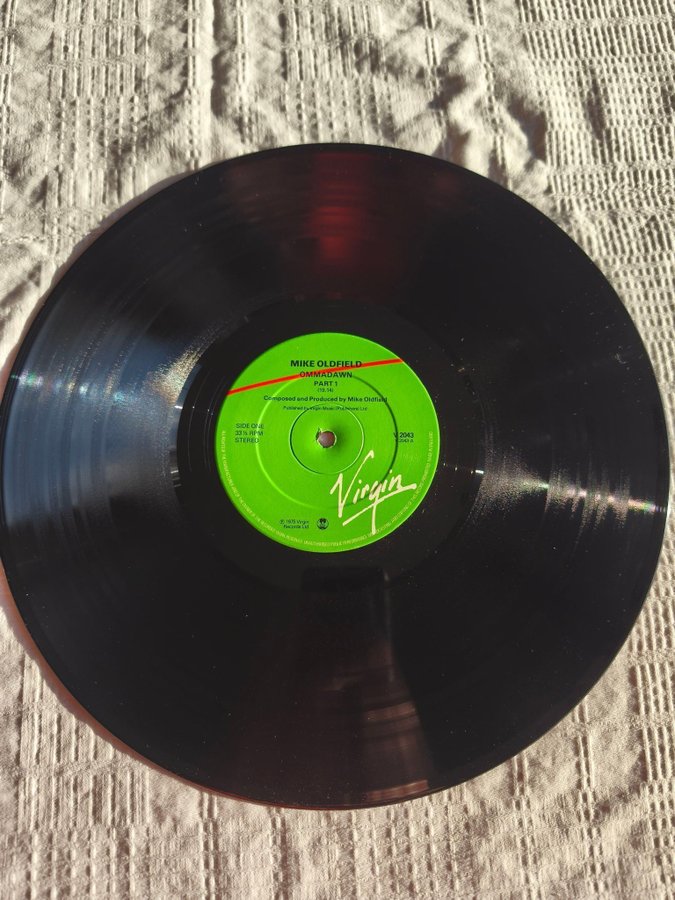 MIKE OLDFIELD
OMMADAWN
PART 1
(19.14)
Composed and Produced by Mike Oldfield
Published by Virgin Music (Publishers) Ltd
SIDE ONE
33⅓ RPM
STEREO
V 2043
V 2043 A
Virgin
℗ 1975 Virgin
Records Ltd